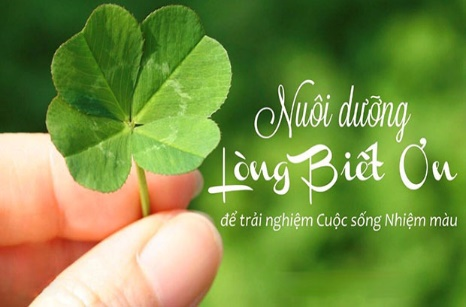 Nuôi dưỡng
Lòng Biết Ơn
để trải nghiệm Cuộc sống Nhiệm màu